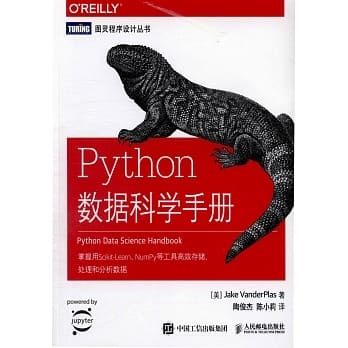 O'REILLY®
TURING 图灵程序设计丛书
Python
数据科学手册
Python Data Science Handbook
掌握用Scikit-Learn、NumPy等工具高效存储、
处理和分析数据
powered by
jupyter
[美] Jake VanderPlas 著
陶俊杰 陈小莉 译
中国工信出版集团
人民邮电出版社
POSTS & TELECOM PRESS